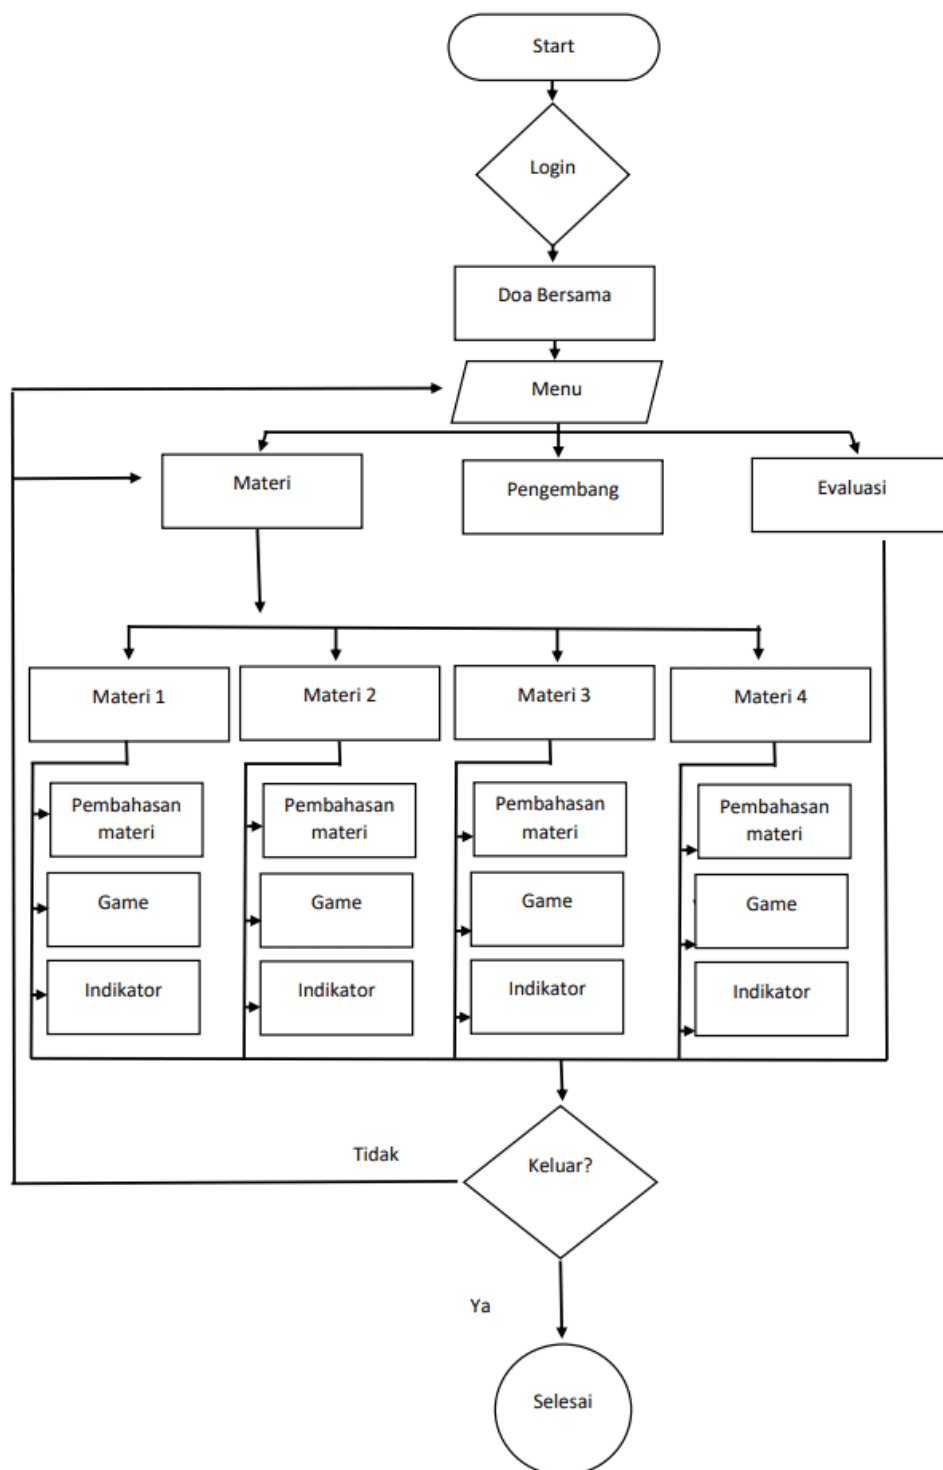 Start
Login
Doa Bersama
Menu
Materi
Pengembang
Evaluasi
Materi 1
Materi 2
Materi 3
Materi 4
Pembahasan
materi
Pembahasan
materi
Pembahasan
materi
Pembahasan
materi
Game
Game
Game
Game
Indikator
Indikator
Indikator
Indikator
Tidak
Keluar?
Ya
Selesai